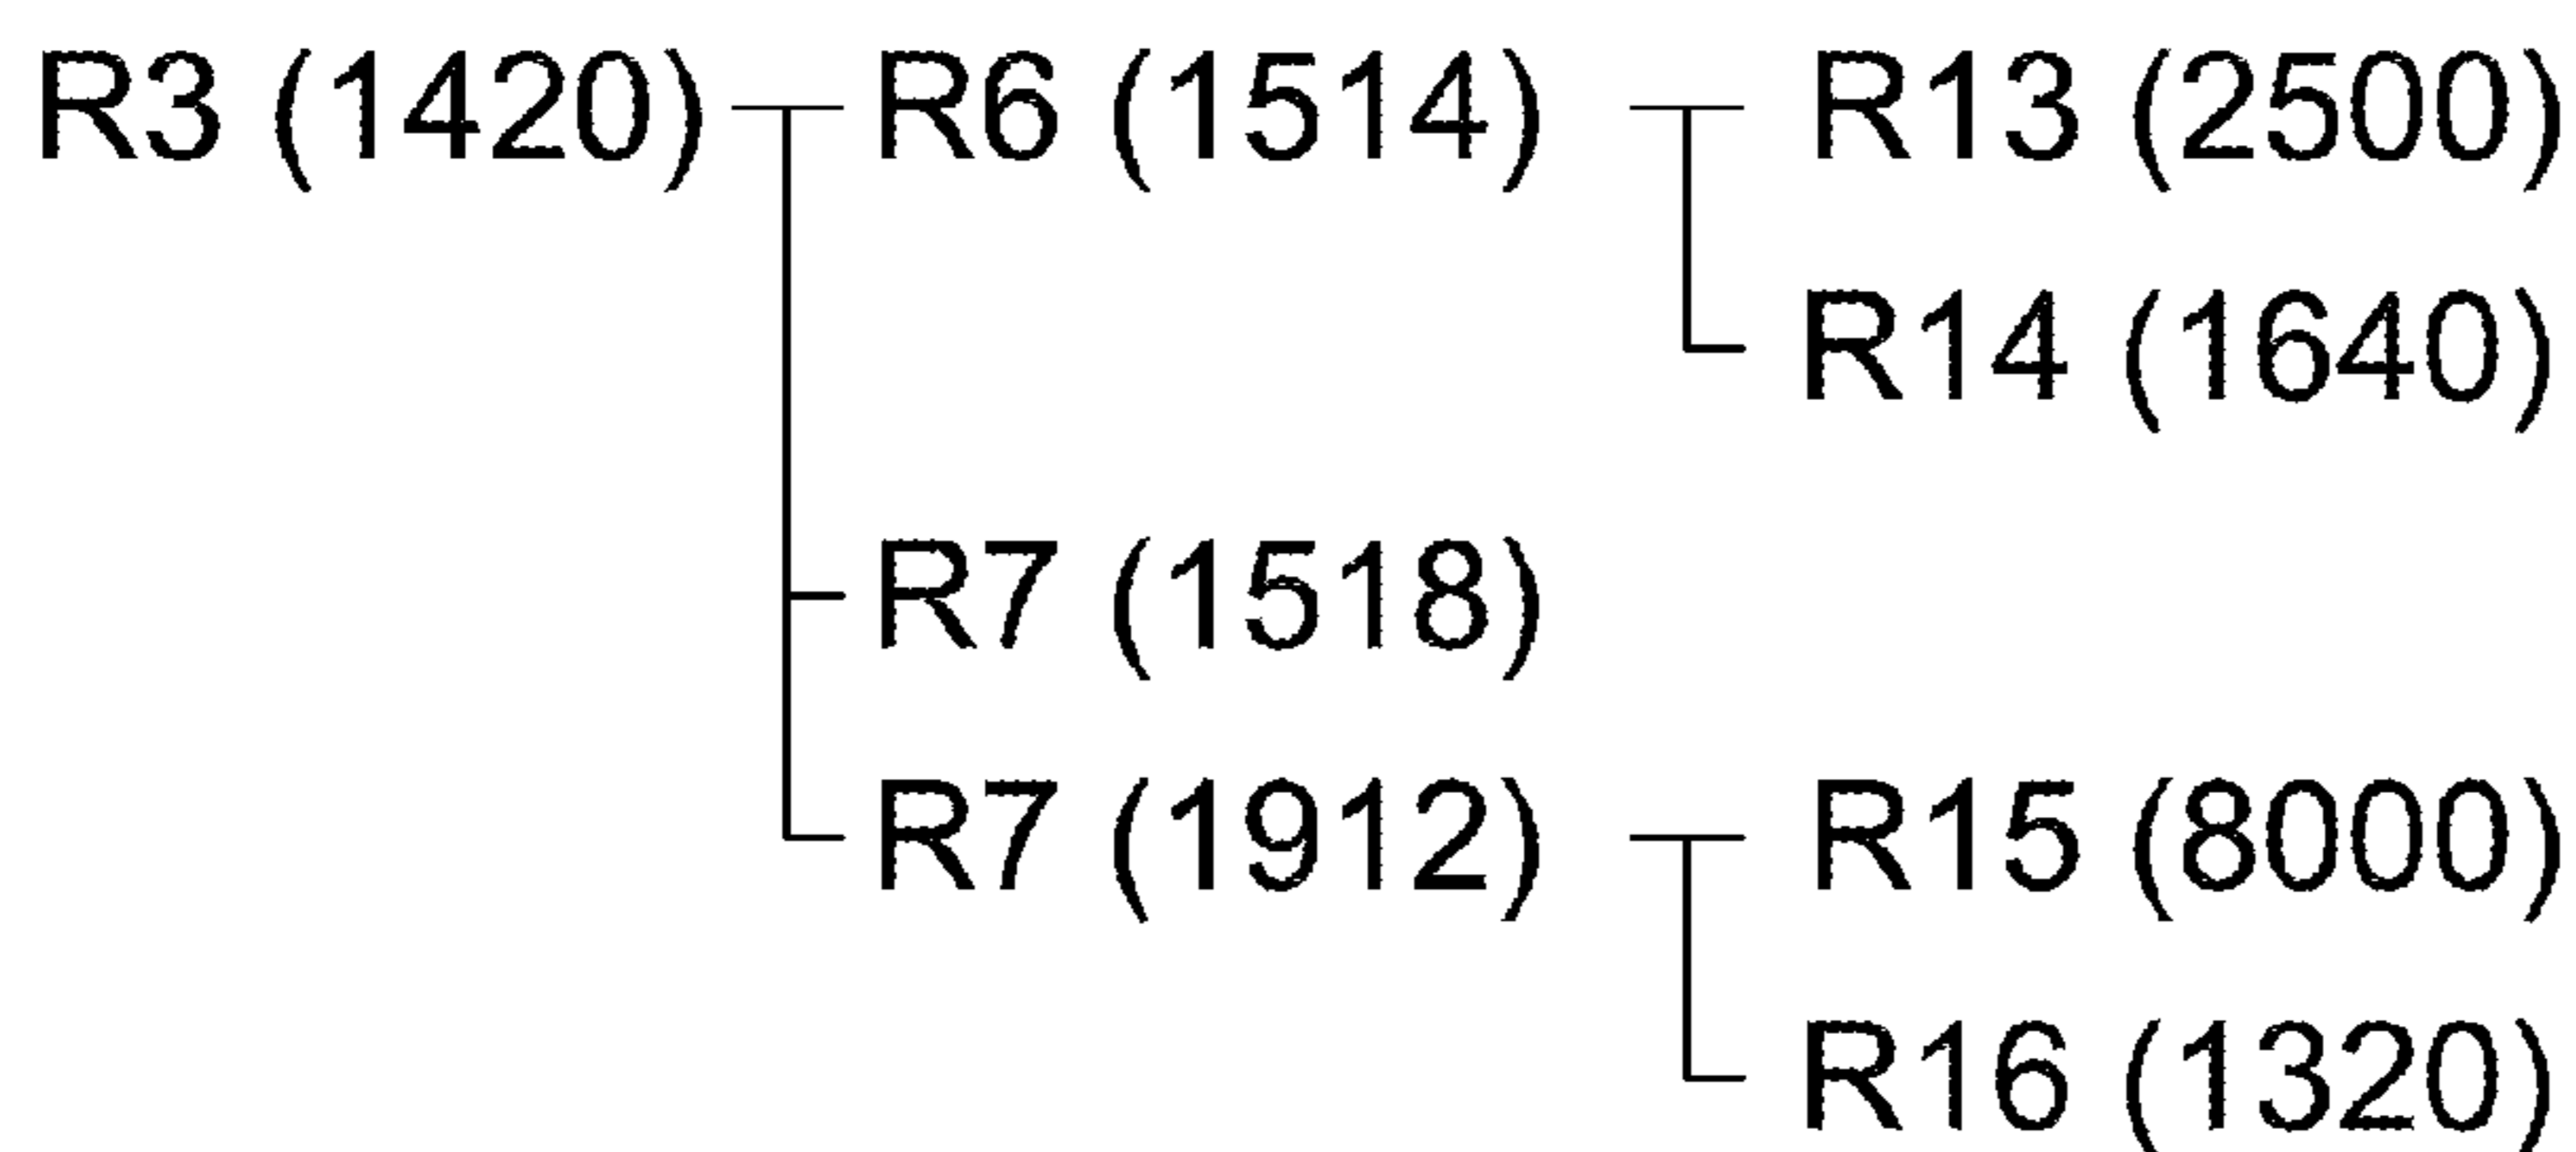 R3 (1420) R6 (1514) R13 (2500)
R14 (1640)
R7 (1518)
R7 (1912) R15 (8000)
R16 (1320)